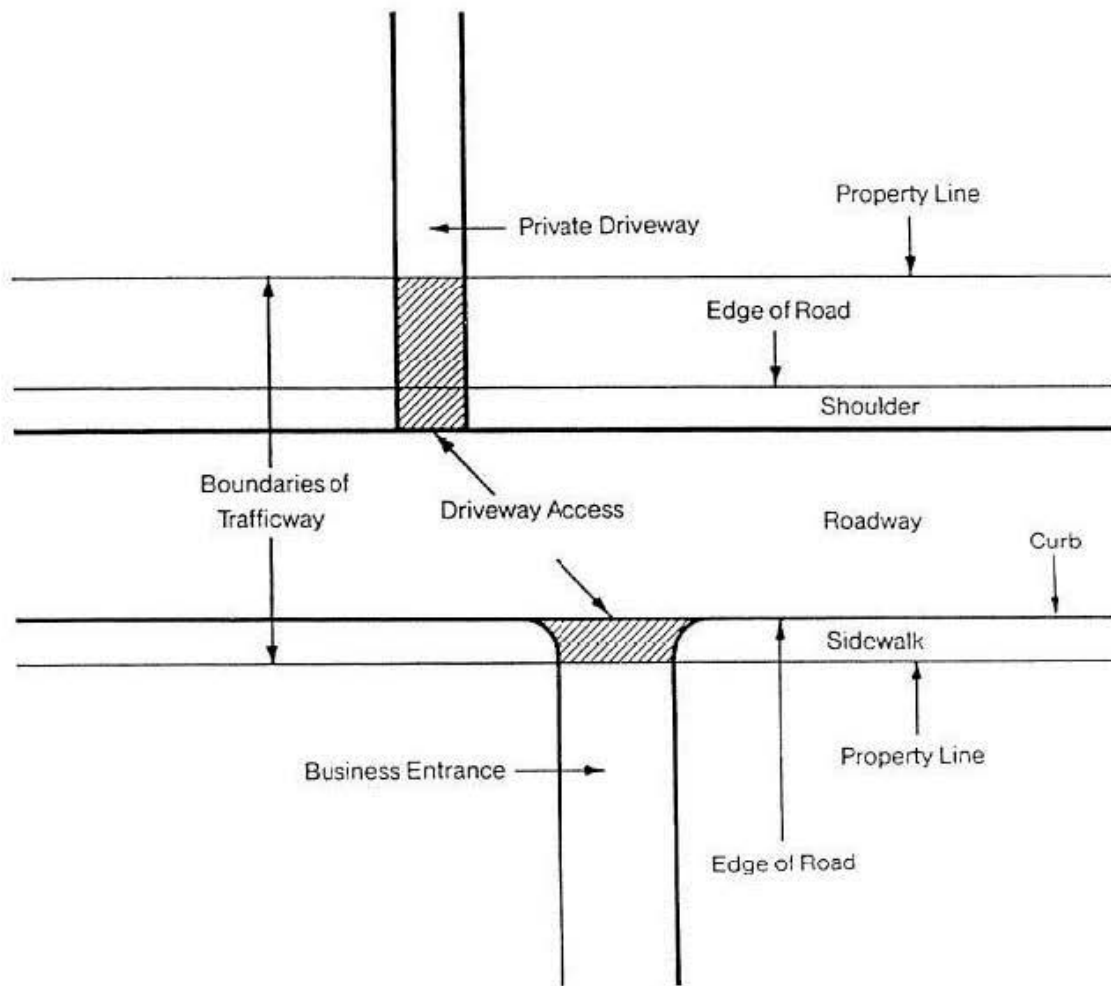 Property Line
Private Driveway
Edge of Road
Shoulder
Boundaries of
Trafficway
Driveway Access
Roadway
Curb
Sidewalk
Business Entrance
Property Line
Edge of Road